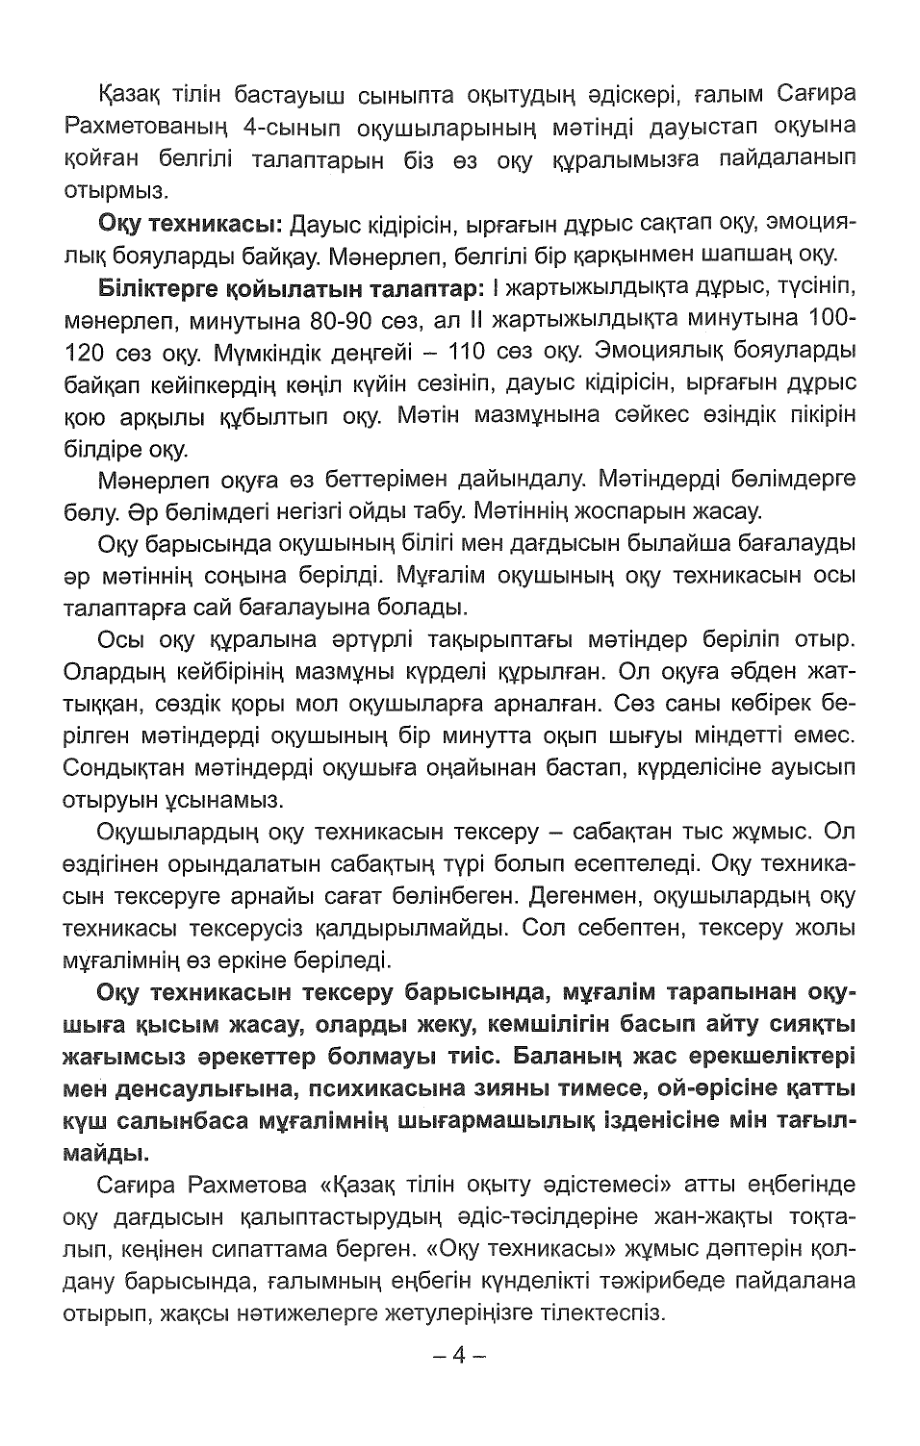 Қазақ тілін бастауыш сыныпта оқытудың әдіскері, ғалым Сағира
Рахметованың 4-сынып оқушыларының мәтінді дауыстап оқуына
қойған белгілі талаптарын біз өз оқу құралымызға пайдаланып
отырмыз.
Оқу техникасы: Дауыс кідірісін, ырғағын дұрыс сақтап оқу, эмоция-
лық бояуларды байқау. Мәнерлеп, белгілі бір қарқынмен шапшаң оқу.
Біліктерге қойылатын талаптар: І жартыжылдықта дұрыс, түсініп,
мәнерлеп, минутына 80-90 сөз, ал ІІ жартыжылдықта минутына 100-
120 сөз оқу. Мүмкіндік деңгейі – 110 сөз оқу. Эмоциялық бояуларды
байқап кейіпкердің көңіл күйін сезініп, дауыс кідірісін, ырғағын дұрыс
қою арқылы құбылтып оқу. Мәтін мазмұнына сәйкес өзіндік пікірін
білдіре оқу.
Мәнерлеп оқуға өз беттерімен дайындалу. Мәтіндерді бөлімдерге
бөлу. Әр бөлімдегі негізгі ойды табу. Мәтіннің жоспарын жасау.
Оқу барысында оқушының білігі мен дағдысын былайша бағалауды
әр мәтіннің соңына берілді. Мұғалім оқушының оқу техникасын осы
талаптарға сай бағалауына болады.
Осы оқу құралына әртүрлі тақырыптағы мәтіндер беріліп отыр.
Олардың кейбірінің мазмұны күрделі құрылған. Ол оқуға әбден жат-
тыққан, сөздік қоры мол оқушыларға арналған. Сөз саны көбірек бе-
рілген мәтіндерді оқушының бір минутта оқып шығуы міндетті емес.
Сондықтан мәтіндерді оқушыға оңайынан бастап, күрделісіне ауысып
отыруын ұсынамыз.
Оқушылардың оқу техникасын тексеру – сабақтан тыс жұмыс. Ол
өздігінен орындалатын сабақтың түрі болып есептеледі. Оқу техника-
сын тексеруге арнайы сағат бөлінбеген. Дегенмен, оқушылардың оқу
техникасы тексерусіз қалдырылмайды. Сол себептен, тексеру жолы
мұғалімнің өз еркіне беріледі.
Оқу техникасын тексеру барысында, мұғалім тарапынан оқу-
шыға қысым жасау, оларды жеку, кемшілігін басып айту сияқты
жағымсыз әрекеттер болмауы тиіс. Баланың жас ерекшеліктері
мен денсаулығына, психикасына зияны тимесе, ой-өрісіне қатты
күш салынбаса мұғалімнің шығармашылық ізденісіне мін тағыл-
майды.
Сағира Рахметова «Қазақ тілін оқыту әдістемесі» атты еңбегінде
оқу дағдысын қалыптастырудың әдіс-тәсілдеріне жан-жақты тоқта-
лып, кеңінен сипаттама берген. «Оқу техникасы» жұмыс дәптерін қол-
дану барысында, ғалымның еңбегін күнделікті тәжірибеде пайдалана
отырып, жақсы нәтижелерге жетулеріңізге тілектеспіз.
– 4 –